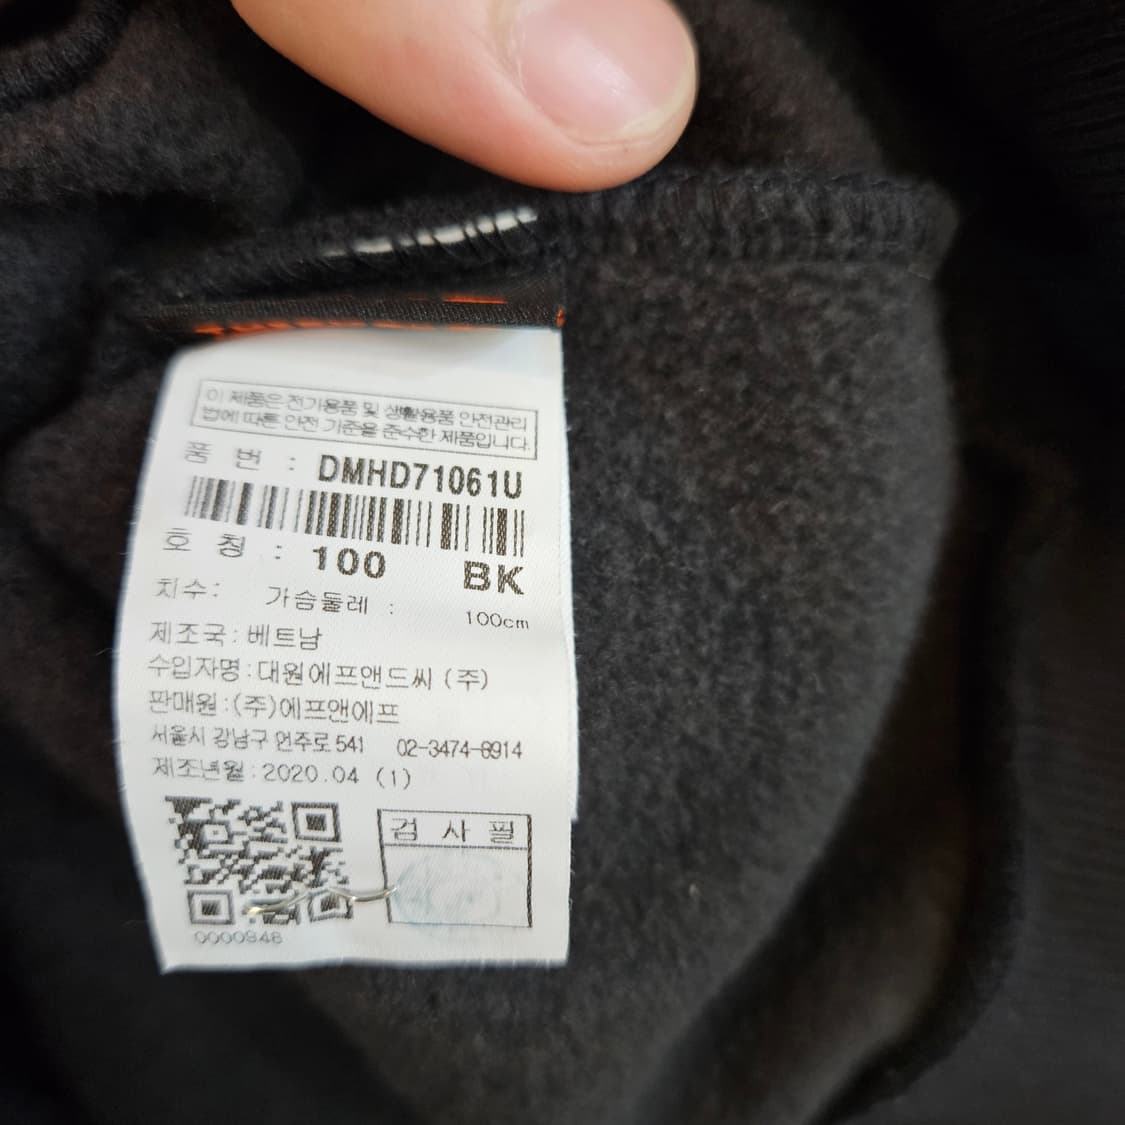 이 제품은 전기용품 및 생활용품 안전관리
법에 따른 안전 기준을 준수한 제품입니다.
품 번 : DMHD71061U
호 칭 : 100 BK
치수: 가슴둘레 : 100cm
제조국: 베트남
수입자명: 대원에프앤드씨 (주)
판매원:(주)에프앤에프
서울시 강남구 언주로 541 02-3474-8914
제조년월:2020.04 (1)
검 사 필
0000948